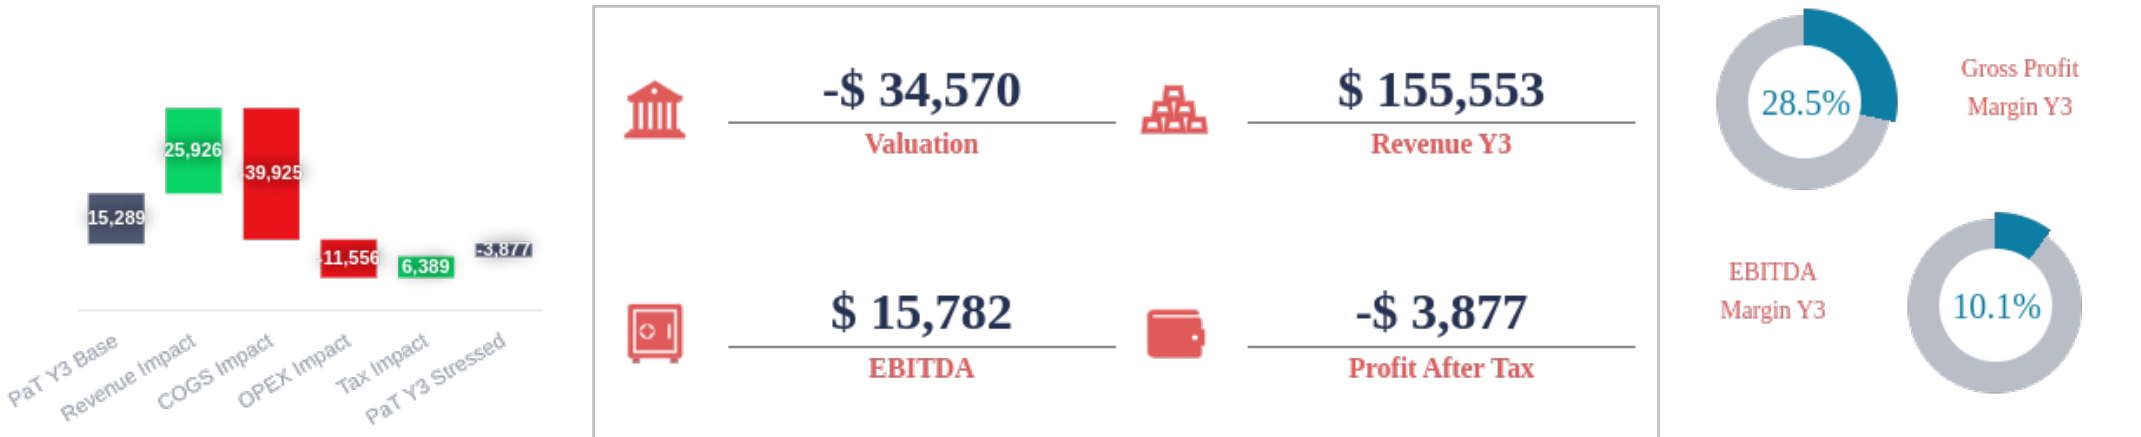 15,289
25,926
-39,925
-11,556
6,389
-3,877
PaT Y3 Base
Revenue Impact
COGS Impact
OPEX Impact
Tax Impact
PaT Y3 Stressed
-$ 34,570
Valuation
$ 155,553
Revenue Y3
$ 15,782
EBITDA
-$ 3,877
Profit After Tax
28.5%
Gross Profit
Margin Y3
EBITDA
Margin Y3
10.1%